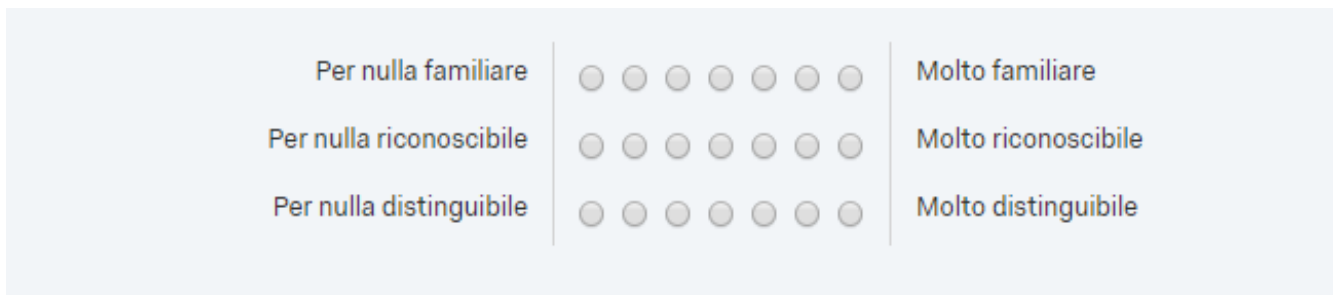 Per nulla familiare Molto familiare
Per nulla riconoscibile Molto riconoscibile
Per nulla distinguibile Molto distinguibile